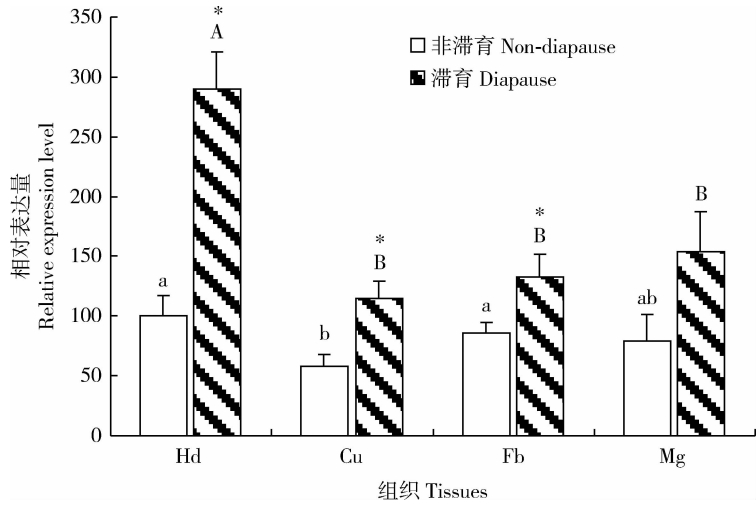 350
300
250
200
150
100
50
0
相对表达量
Relative expression level
非滞育 Non-diapause
滞育 Diapause
*
A
a
*
B
b
*
B
a
B
ab
Hd
Cu
Fb
Mg
组织 Tissues